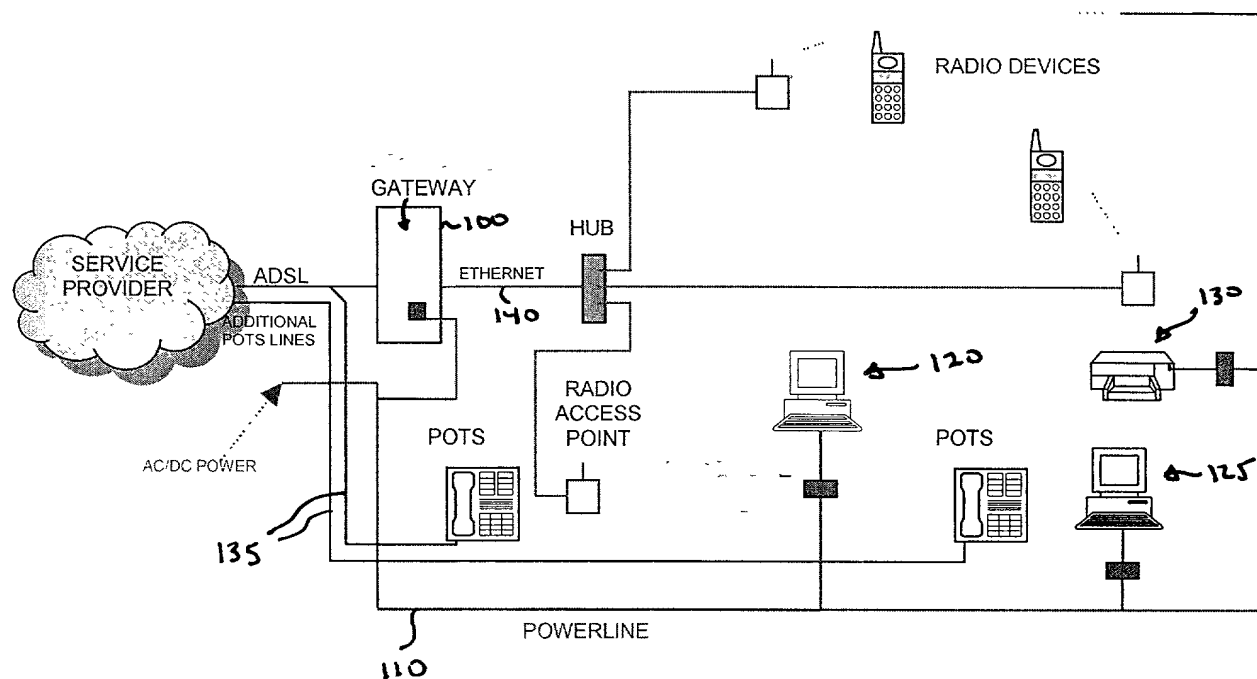 RADIO DEVICES
GATEWAY
100
HUB
SERVICE
PROVIDER
ADSL
ETHERNET
140
ADDITIONAL
POTS LINES
130
120
RADIO
ACCESS
POINT
AC/DC POWER
POTS
POTS
125
135
POWERLINE
110